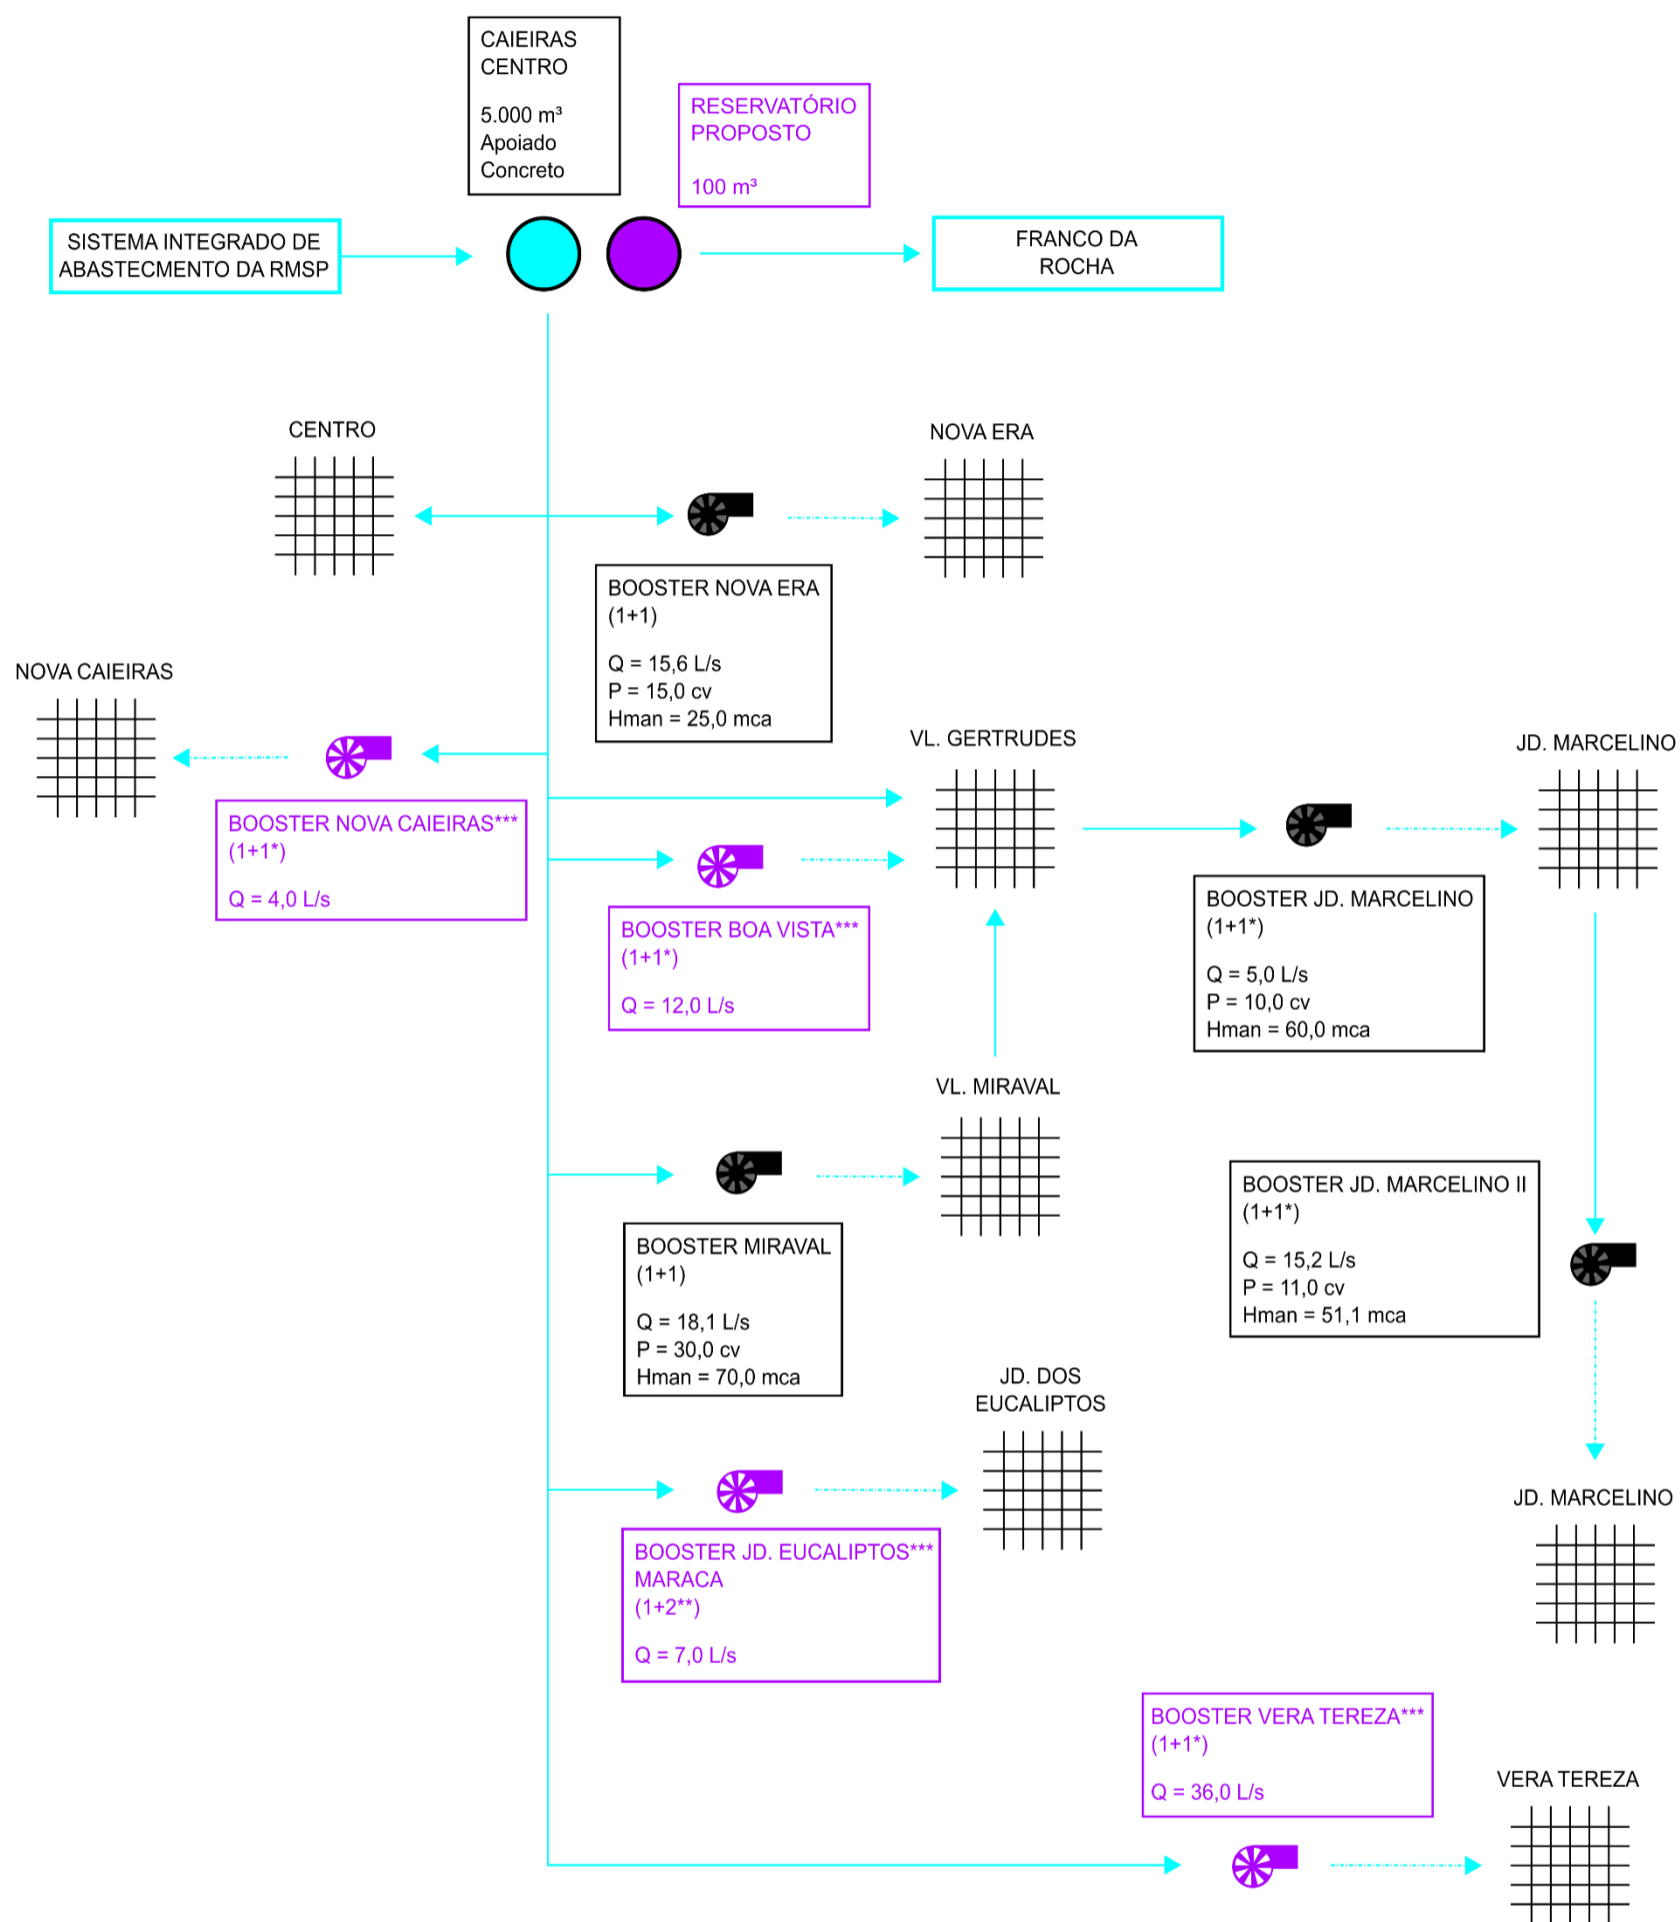 CAIEIRAS
CENTRO
5.000 m³
Apoiado
Concreto
RESERVATÓRIO
PROPOSTO
100 m³
SISTEMA INTEGRADO DE
ABASTECMENTO DA RMSP
FRANCO DA
ROCHA
CENTRO
NOVA ERA
BOOSTER NOVA ERA
(1+1)
Q = 15,6 L/s
P = 15,0 cv
Hman = 25,0 mca
NOVA CAIEIRAS
BOOSTER NOVA CAIEIRAS***
(1+1*)
Q = 4,0 L/s
VL. GERTRUDES
BOOSTER BOA VISTA***
(1+1*)
Q = 12,0 L/s
JD. MARCELINO
BOOSTER JD. MARCELINO
(1+1*)
Q = 5,0 L/s
P = 10,0 cv
Hman = 60,0 mca
VL. MIRAVAL
BOOSTER MIRAVAL
(1+1)
Q = 18,1 L/s
P = 30,0 cv
Hman = 70,0 mca
BOOSTER JD. MARCELINO II
(1+1*)
Q = 15,2 L/s
P = 11,0 cv
Hman = 51,1 mca
JD. DOS
EUCALIPTOS
BOOSTER JD. EUCALIPTOS***
MARACA
(1+2**)
Q = 7,0 L/s
JD. MARCELINO
BOOSTER VERA TEREZA***
(1+1*)
Q = 36,0 L/s
VERA TEREZA